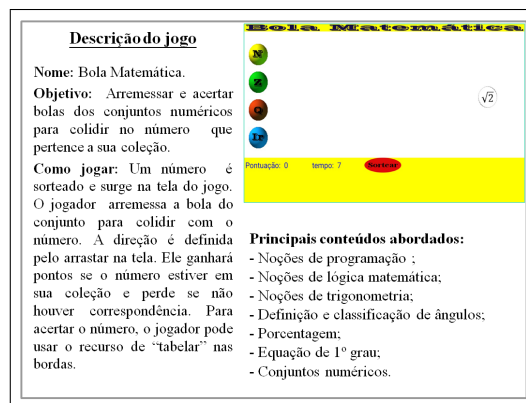 Descrição do jogo
Nome: Bola Matemática.
Objetivo: Arremessar e acertar
bolas dos conjuntos numéricos
para colidir no número que
pertence a sua coleção.
Como jogar: Um número é
sorteado e surge na tela do jogo.
O jogador arremessa a bola do
conjunto para colidir com o
número. A direção é definida
pelo arrastar na tela. Ele ganhará
pontos se o número estiver em
sua coleção e perde se não
houver correspondência. Para
acertar o número, o jogador pode
usar o recurso de “tabelar” nas
bordas.
Bola Matemática
N
Z
Q
Ir
√2
Pontuação: 0 tempo: 7 Sortear
Principais conteúdos abordados:
- Noções de programação ;
- Noções de lógica matemática;
- Noções de trigonometria;
- Definição e classificação de ângulos;
- Porcentagem;
- Equação de 1º grau;
- Conjuntos numéricos.